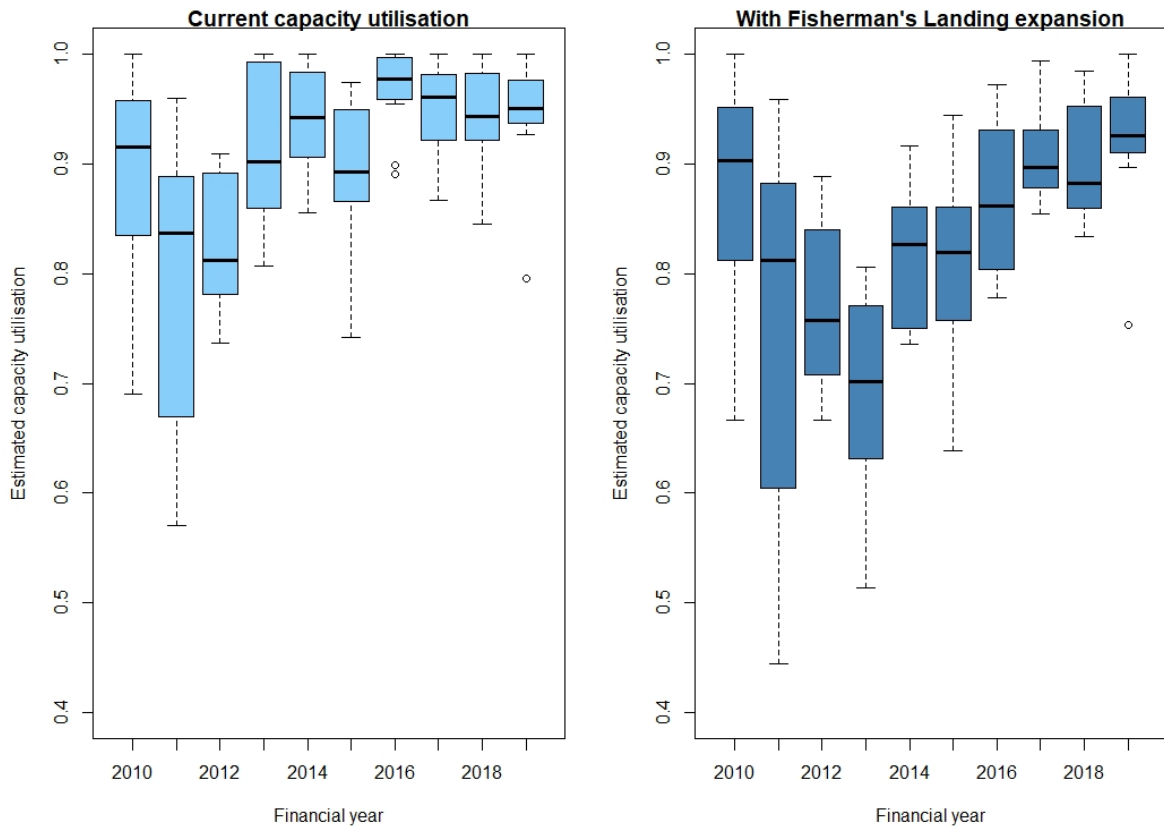 Current capacity utilisation
Estimated capacity utilisation
1.0
0.9
0.8
0.7
0.6
0.5
0.4
2010 2012 2014 2016 2018
Financial year
With Fisherman's Landing expansion
Estimated capacity utilisation
1.0
0.9
0.8
0.7
0.6
0.5
0.4
2010 2012 2014 2016 2018
Financial year